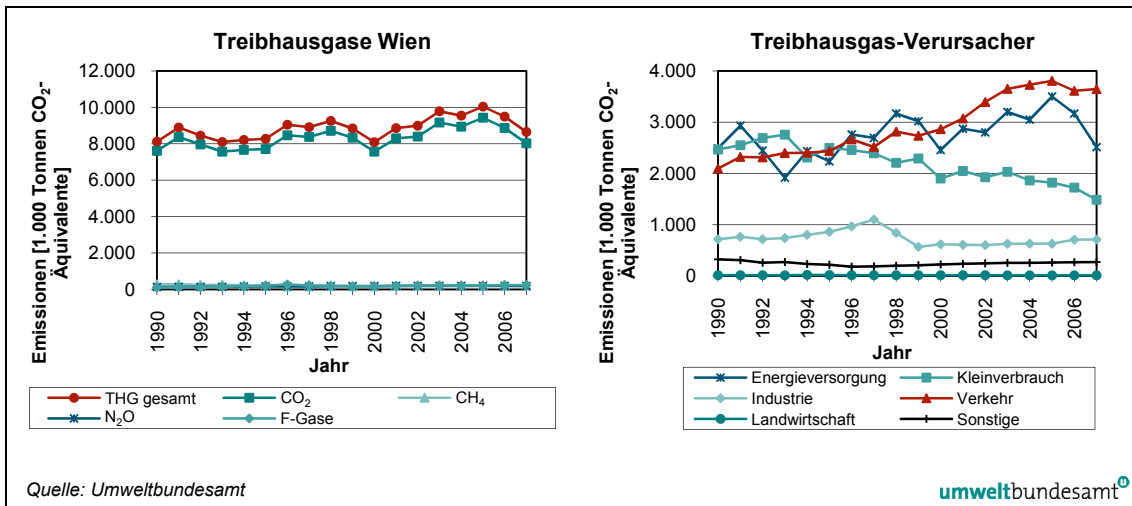 Treibhausgase Wien
Emissionen [1.000 Tonnen CO₂-
Äquivalente]
12.000
10.000
8.000
6.000
4.000
2.000
0
1990
1992
1994
1996
1998
2000
2002
2004
2006
Jahr
THG gesamt
CO₂
CH₄
N₂O
F-Gase
Treibhausgas-Verursacher
Emissionen [1.000 Tonnen CO₂-
Äquivalente]
4.000
3.000
2.000
1.000
0
1990
1992
1994
1996
1998
2000
2002
2004
2006
Jahr
Energieversorgung
Kleinverbrauch
Industrie
Verkehr
Landwirtschaft
Sonstige
Quelle: Umweltbundesamt
umweltbundesamt ᵘ